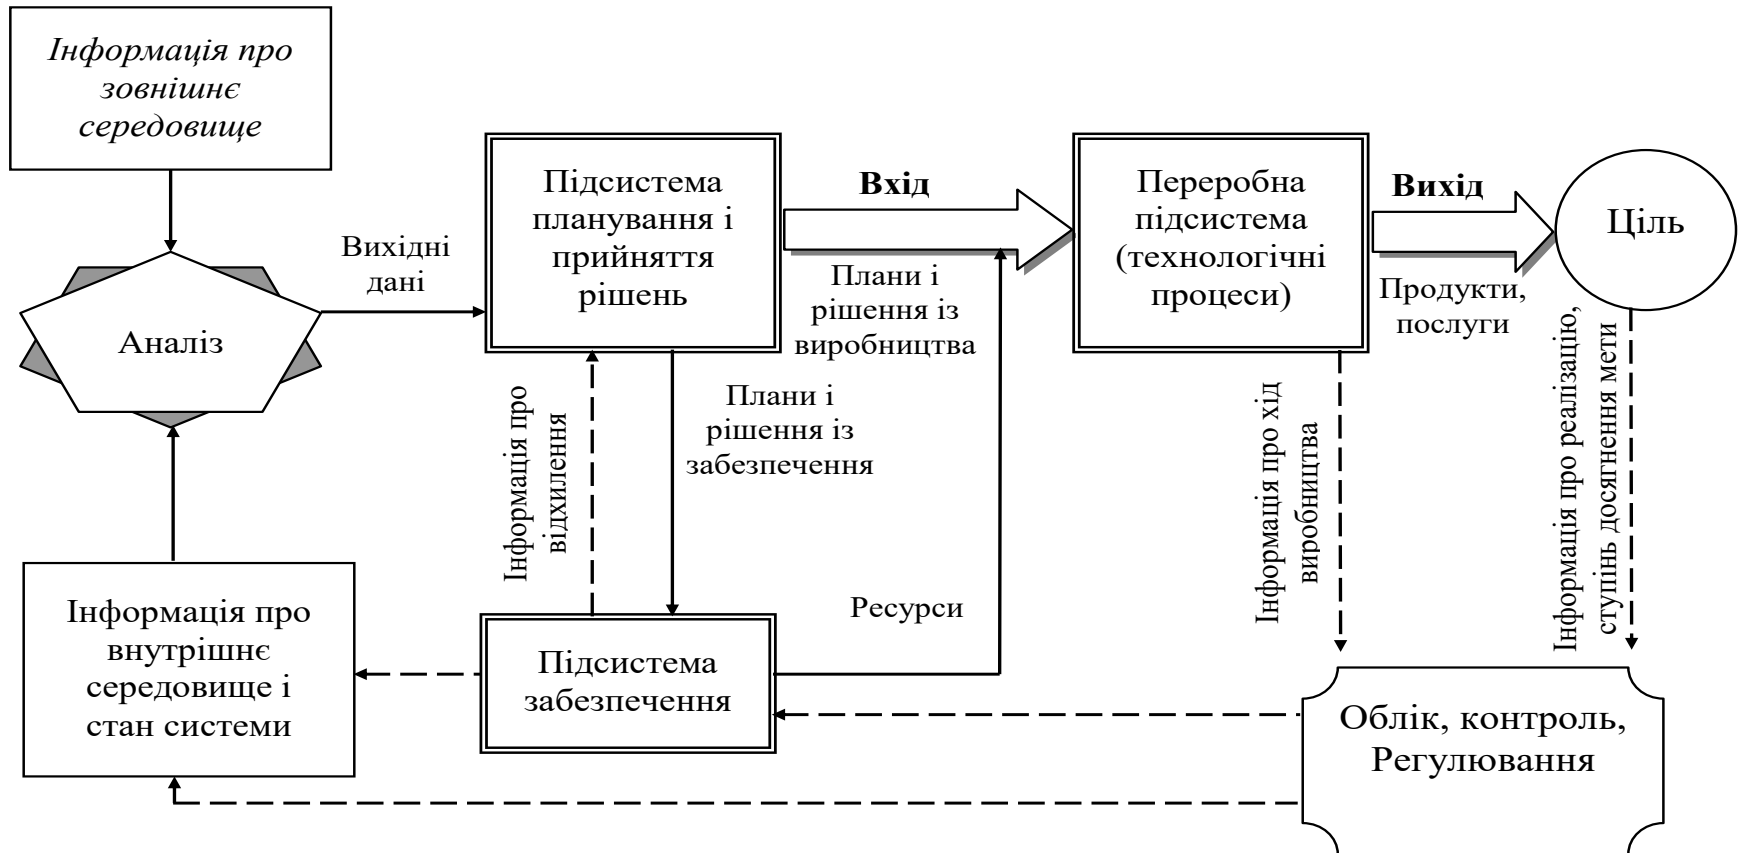 Інформація про
зовнішнє
середовище
Аналіз
Вихідні
дані
Підсистема
планування і
прийняття
рішень
Вхід
Плани і
рішення із
виробництва
Переробна
підсистема
(технологічні
процеси)
Вихід
Продукти,
послуги
Ціль
Інформація про
відхилення
Плани і
рішення із
забезпечення
Ресурси
Інформація про хід
виробництва
Інформація про реалізацію,
ступінь досягнення мети
Інформація про
внутрішнє
середовище і
стан системи
Підсистема
забезпечення
Облік, контроль,
Регулювання